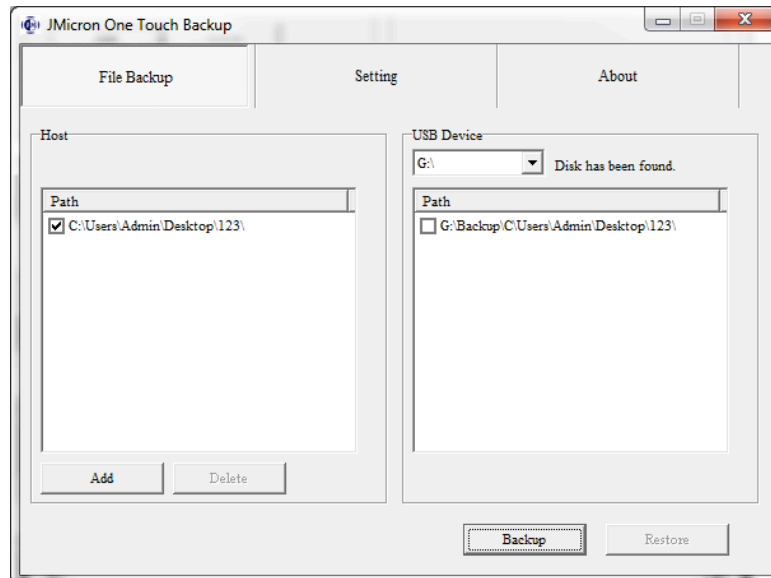 JMicron One Touch Backup
File Backup
Setting
About
Host
USB Device
G:\
Disk has been found.
Path
Path
C:\Users\Admin\Desktop\123\
G:\Backup\C\Users\Admin\Desktop\123\
Add
Delete
Backup
Restore